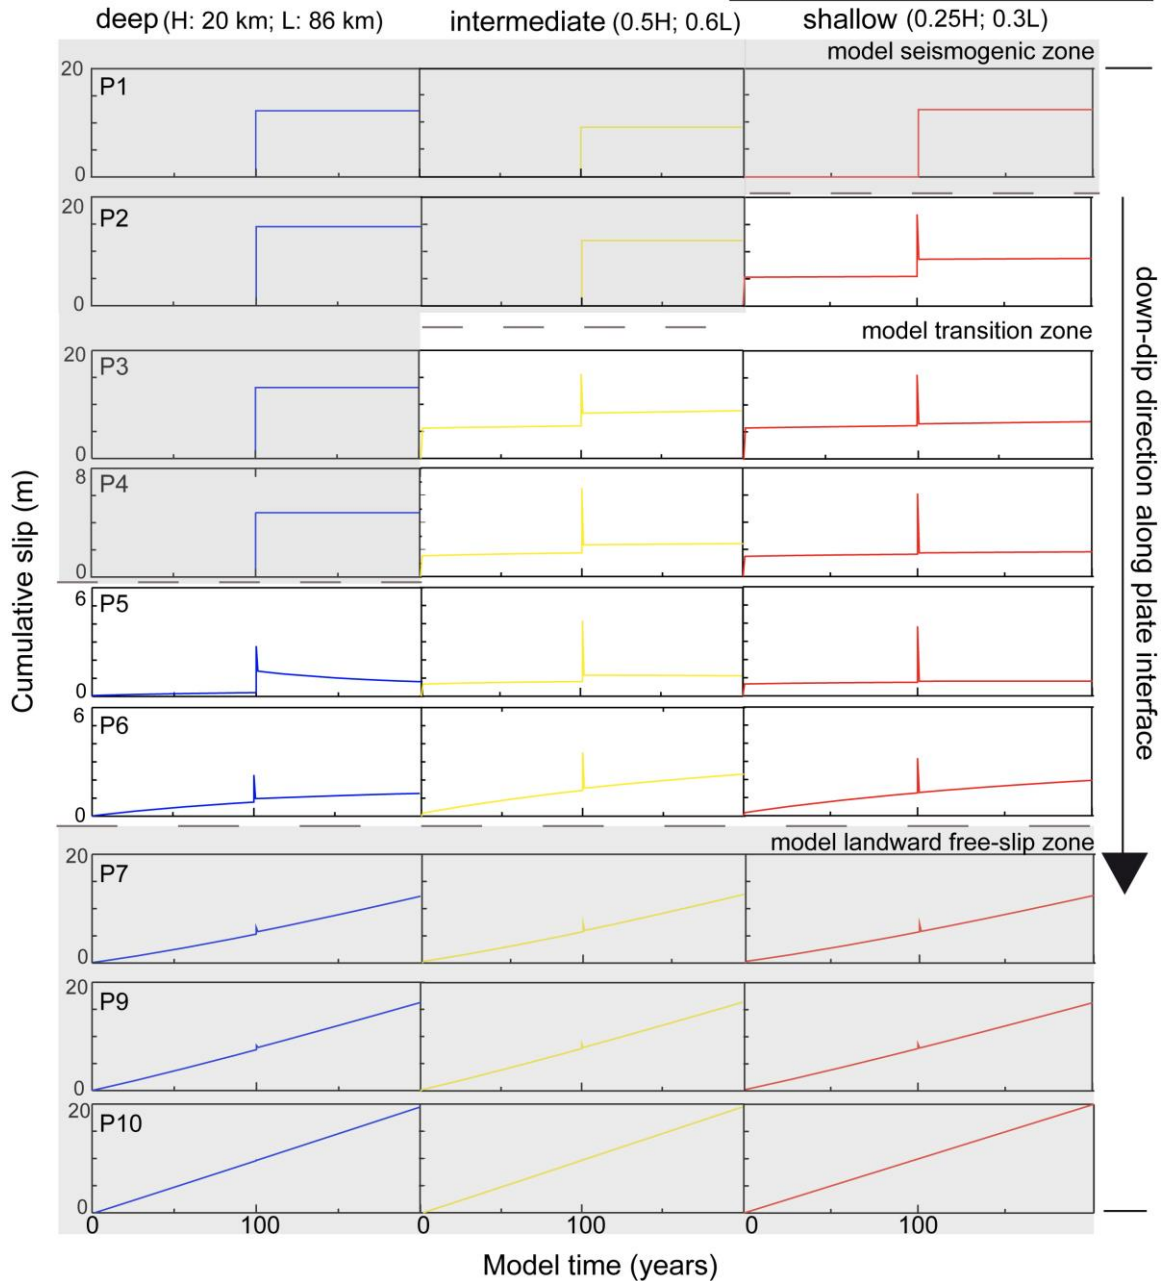 deep (H: 20 km; L: 86 km) intermediate (0.5H; 0.6L) shallow (0.25H; 0.3L)
model seismogenic zone
20
P1
0
20
P2
0
model transition zone
20
P3
0
8
P4
0
6
P5
0
6
P6
0
model landward free-slip zone
20
P7
0
20
P9
0
20
P10
0
0 100 0 100 0 100
Model time (years)
Cumulative slip (m)
down-dip direction along plate interface